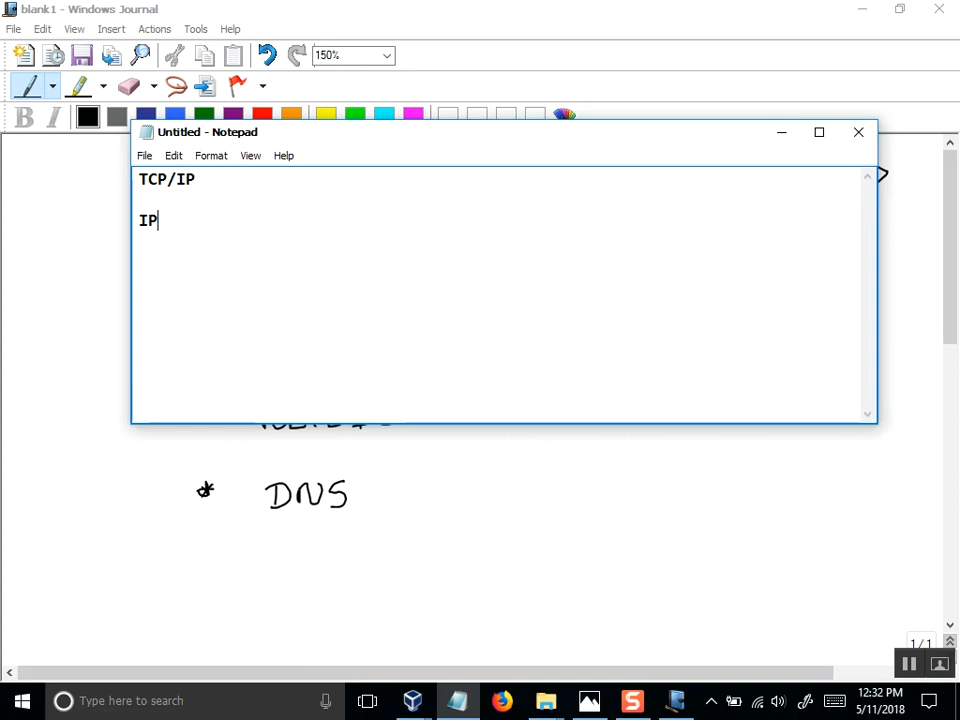 blank1 - Windows Journal
File Edit View Insert Actions Tools Help
150%
B I
Untitled - Notepad
File Edit Format View Help
TCP/IP
IP
* DNS
1/1
Type here to search
12:32 PM
5/11/2018